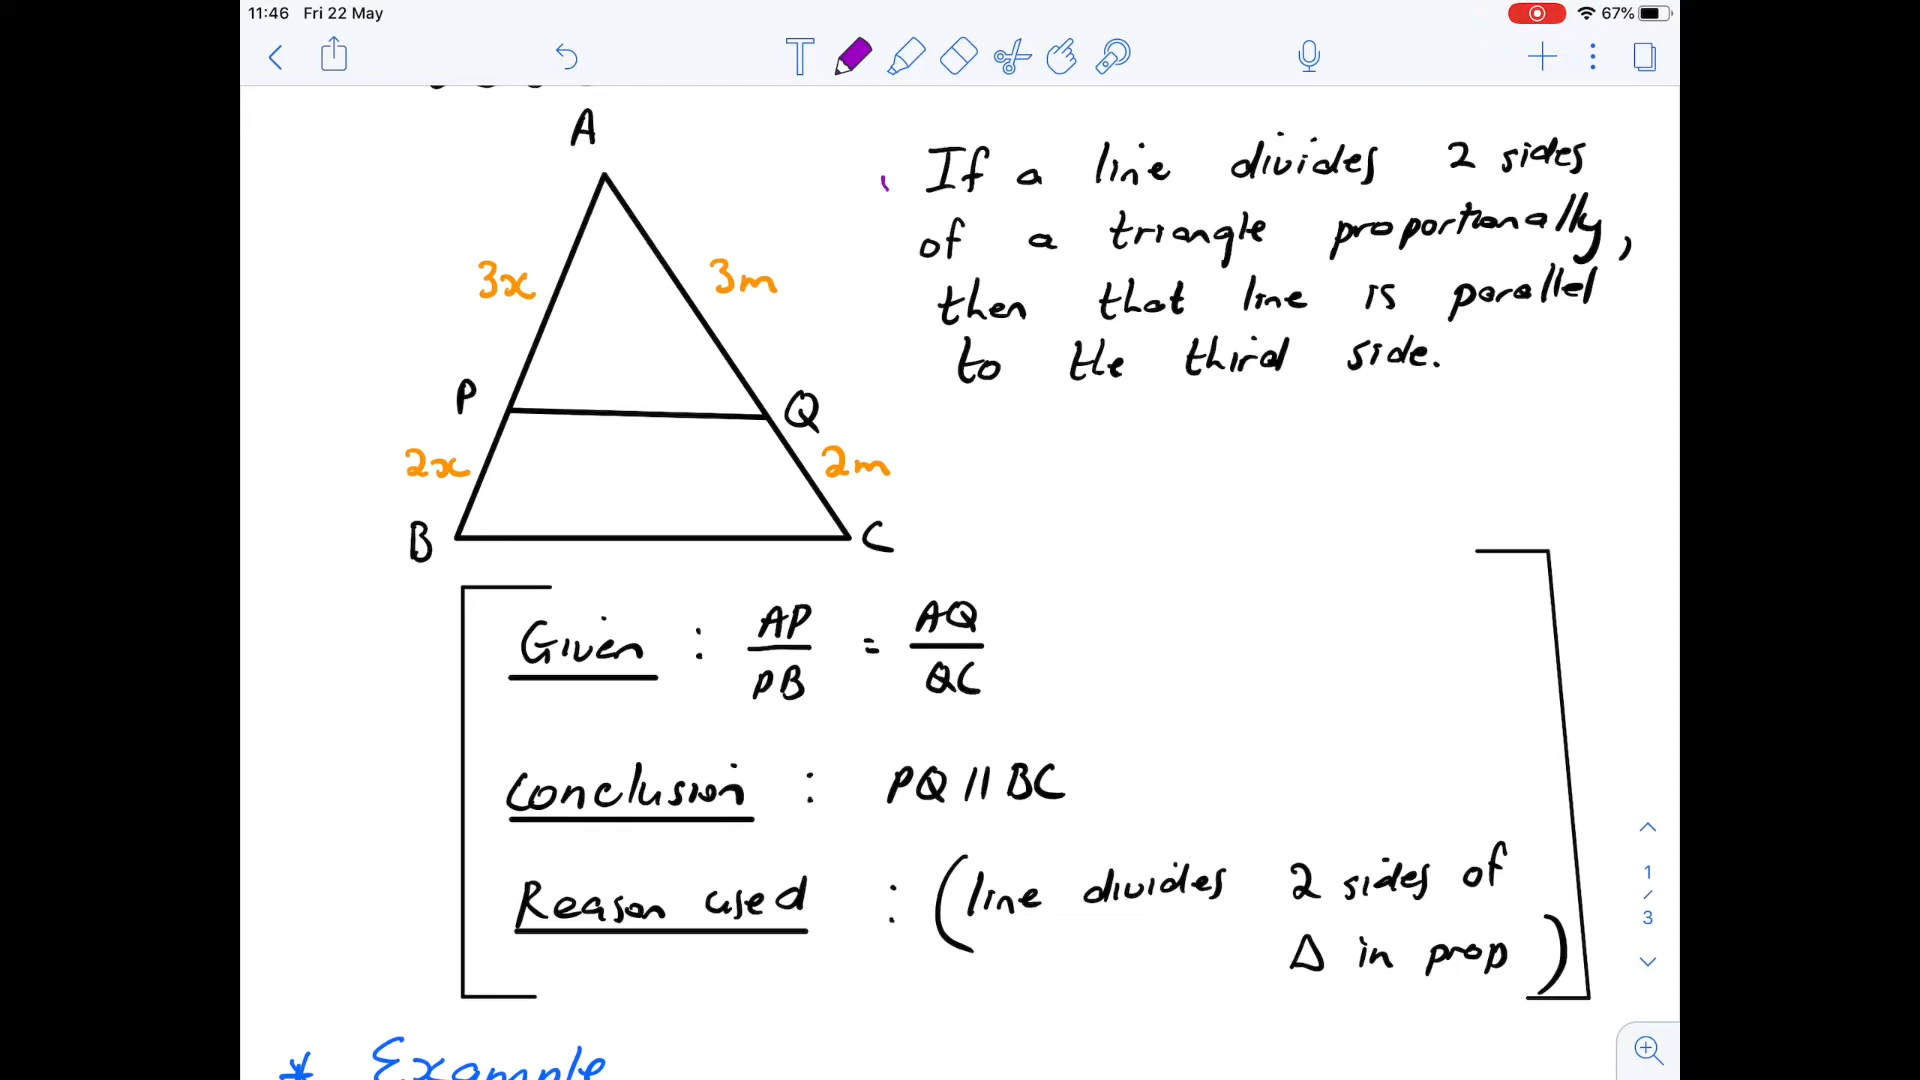 11:46 Fri 22 May
67%
T
A
3x
3m
P
Q
2x
2m
B
C
If a line divides 2 sides
of a triangle proportionally,
then that line is parallel
to the third side.
Given : AP/PB = AQ/QC
Conclusion : PQ // BC
Reason used : (line divides 2 sides of
Δ in prop)
1
/
3
* Example